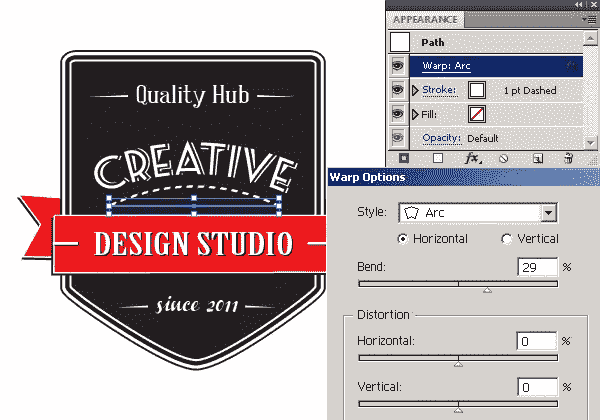 Quality Hub
CREATIVE
DESIGN STUDIO
since 2011
APPEARANCE
Path
Warp: Arc
Stroke: 1 pt Dashed
Fill:
Opacity: Default
fx
Warp Options
Style: Arc
Horizontal Vertical
Bend: 29 %
Distortion
Horizontal: 0 %
Vertical: 0 %